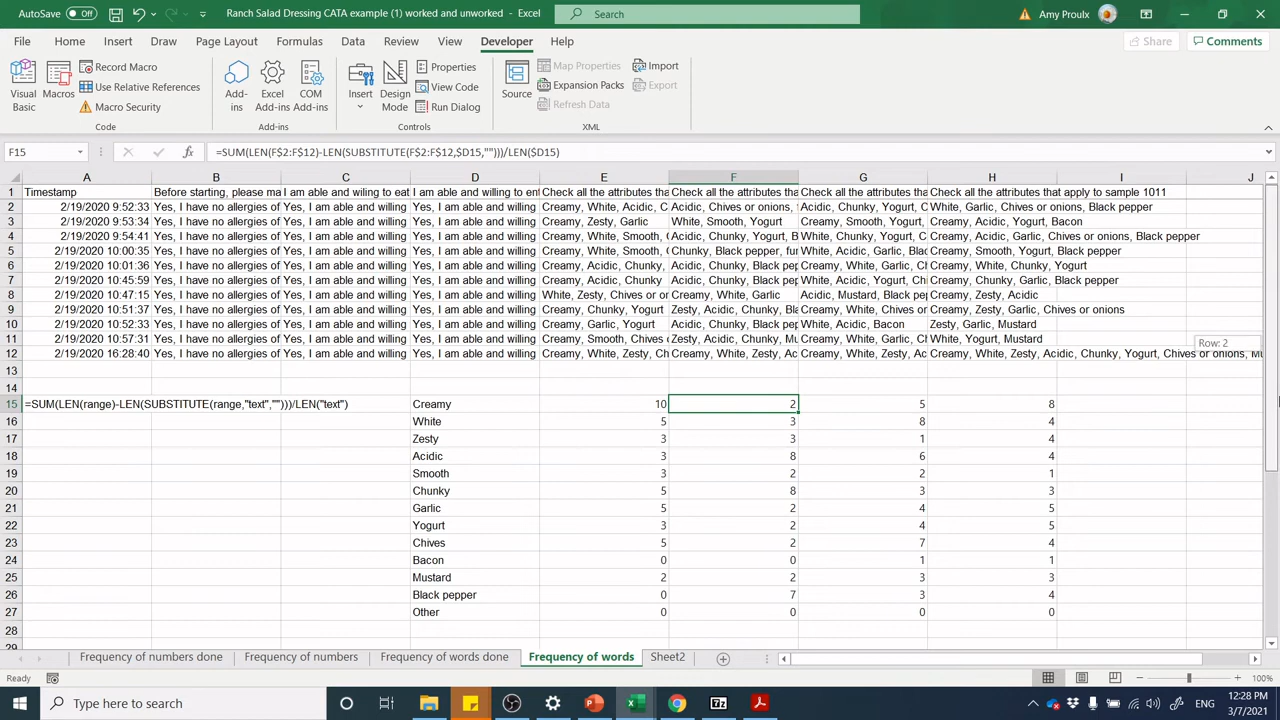 AutoSave Off Ranch Salad Dressing CATA example (1) worked and unworked - Excel Search Amy Proulx
File Home Insert Draw Page Layout Formulas Data Review View Developer Help Share Comments
Visual Basic Macros Record Macro Use Relative References Macro Security Add-ins Excel Add-ins COM Add-ins Insert Design Mode Properties View Code Run Dialog Source Map Properties Expansion Packs Refresh Data Import Export
Code Add-ins Controls XML
F15 fx =SUM(LEN(F$2:F$12)-LEN(SUBSTITUTE(F$2:F$12,$D15,"")))/LEN($D15)
A B C D E F G H I J
1 Timestamp Before starting, please ma I am able and wiling to eat I am able and willing to en Check all the attributes tha Check all the attributes tha Check all the attributes tha Check all the attributes that apply to sample 1011
2 2/19/2020 9:52:33 Yes, I have no allergies of Yes, I am able and willing Yes, I am able and willing Creamy, White, Acidic, C Acidic, Chives or onions, Acidic, Chunky, Yogurt, C White, Garlic, Chives or onions, Black pepper
3 2/19/2020 9:53:34 Yes, I have no allergies of Yes, I am able and willing Yes, I am able and willing Creamy, Zesty, Garlic White, Smooth, Yogurt Creamy, Smooth, Yogurt, Creamy, Acidic, Yogurt, Bacon
4 2/19/2020 9:54:41 Yes, I have no allergies of Yes, I am able and willing Yes, I am able and willing Creamy, White, Smooth, Acidic, Chunky, Yogurt, B White, Chunky, Yogurt, C Creamy, Acidic, Garlic, Chives or onions, Black pepper
5 2/19/2020 10:00:35 Yes, I have no allergies of Yes, I am able and willing Yes, I am able and willing Creamy, White, Smooth, Chunky, Black pepper, fu White, Acidic, Garlic, Bla Creamy, Smooth, Yogurt, Black pepper
6 2/19/2020 10:01:36 Yes, I have no allergies of Yes, I am able and willing Yes, I am able and willing Creamy, Acidic, Chunky, Acidic, Chunky, Black pep Creamy, White, Garlic, Ch Creamy, White, Chunky, Yogurt
7 2/19/2020 10:45:59 Yes, I have no allergies of Yes, I am able and willing Yes, I am able and willing Creamy, Acidic, Chunky Acidic, Chunky, Black pep White, Acidic, Yogurt, Chi Creamy, Chunky, Garlic, Black pepper
8 2/19/2020 10:47:15 Yes, I have no allergies of Yes, I am able and willing Yes, I am able and willing White, Zesty, Chives or on Creamy, White, Garlic Acidic, Mustard, Black pe Creamy, Zesty, Acidic
9 2/19/2020 10:51:37 Yes, I have no allergies of Yes, I am able and willing Yes, I am able and willing Creamy, Chunky, Yogurt Zesty, Acidic, Chunky, Ga Creamy, White, Chives or Creamy, Zesty, Garlic, Chives or onions
10 2/19/2020 10:52:33 Yes, I have no allergies of Yes, I am able and willing Yes, I am able and willing Creamy, Garlic, Yogurt Acidic, Chunky, Black pep White, Acidic, Bacon Zesty, Garlic, Mustard
11 2/19/2020 10:57:31 Yes, I have no allergies of Yes, I am able and willing Yes, I am able and willing Creamy, Smooth, Chives Zesty, Acidic, Chunky, Mu Creamy, White, Smooth, White, Yogurt, Mustard
12 2/19/2020 16:28:40 Yes, I have no allergies of Yes, I am able and willing Yes, I am able and willing Creamy, White, Zesty, Ch Creamy, White, Zesty, Ac Creamy, White, Zesty, Ac Creamy, White, Zesty, Acidic, Chunky, Yogurt, Chives or onions,
Row: 2
13
14
15 =SUM(LEN(range)-LEN(SUBSTITUTE(range,"text","")))/LEN("text") Creamy 10 2 5 8
16 White 5 3 8 4
17 Zesty 3 3 1 4
18 Acidic 3 8 6 4
19 Smooth 3 2 2 1
20 Chunky 5 8 3 3
21 Garlic 5 2 4 5
22 Yogurt 3 2 4 5
23 Chives 5 2 7 4
24 Bacon 0 0 1 1
25 Mustard 2 2 3 3
26 Black pepper 0 7 3 4
27 Other 0 0 0 0
28
29
Frequency of numbers done Frequency of numbers Frequency of words done Frequency of words Sheet2
Ready 100%
Type here to search ENG 12:28 PM
3/7/2021